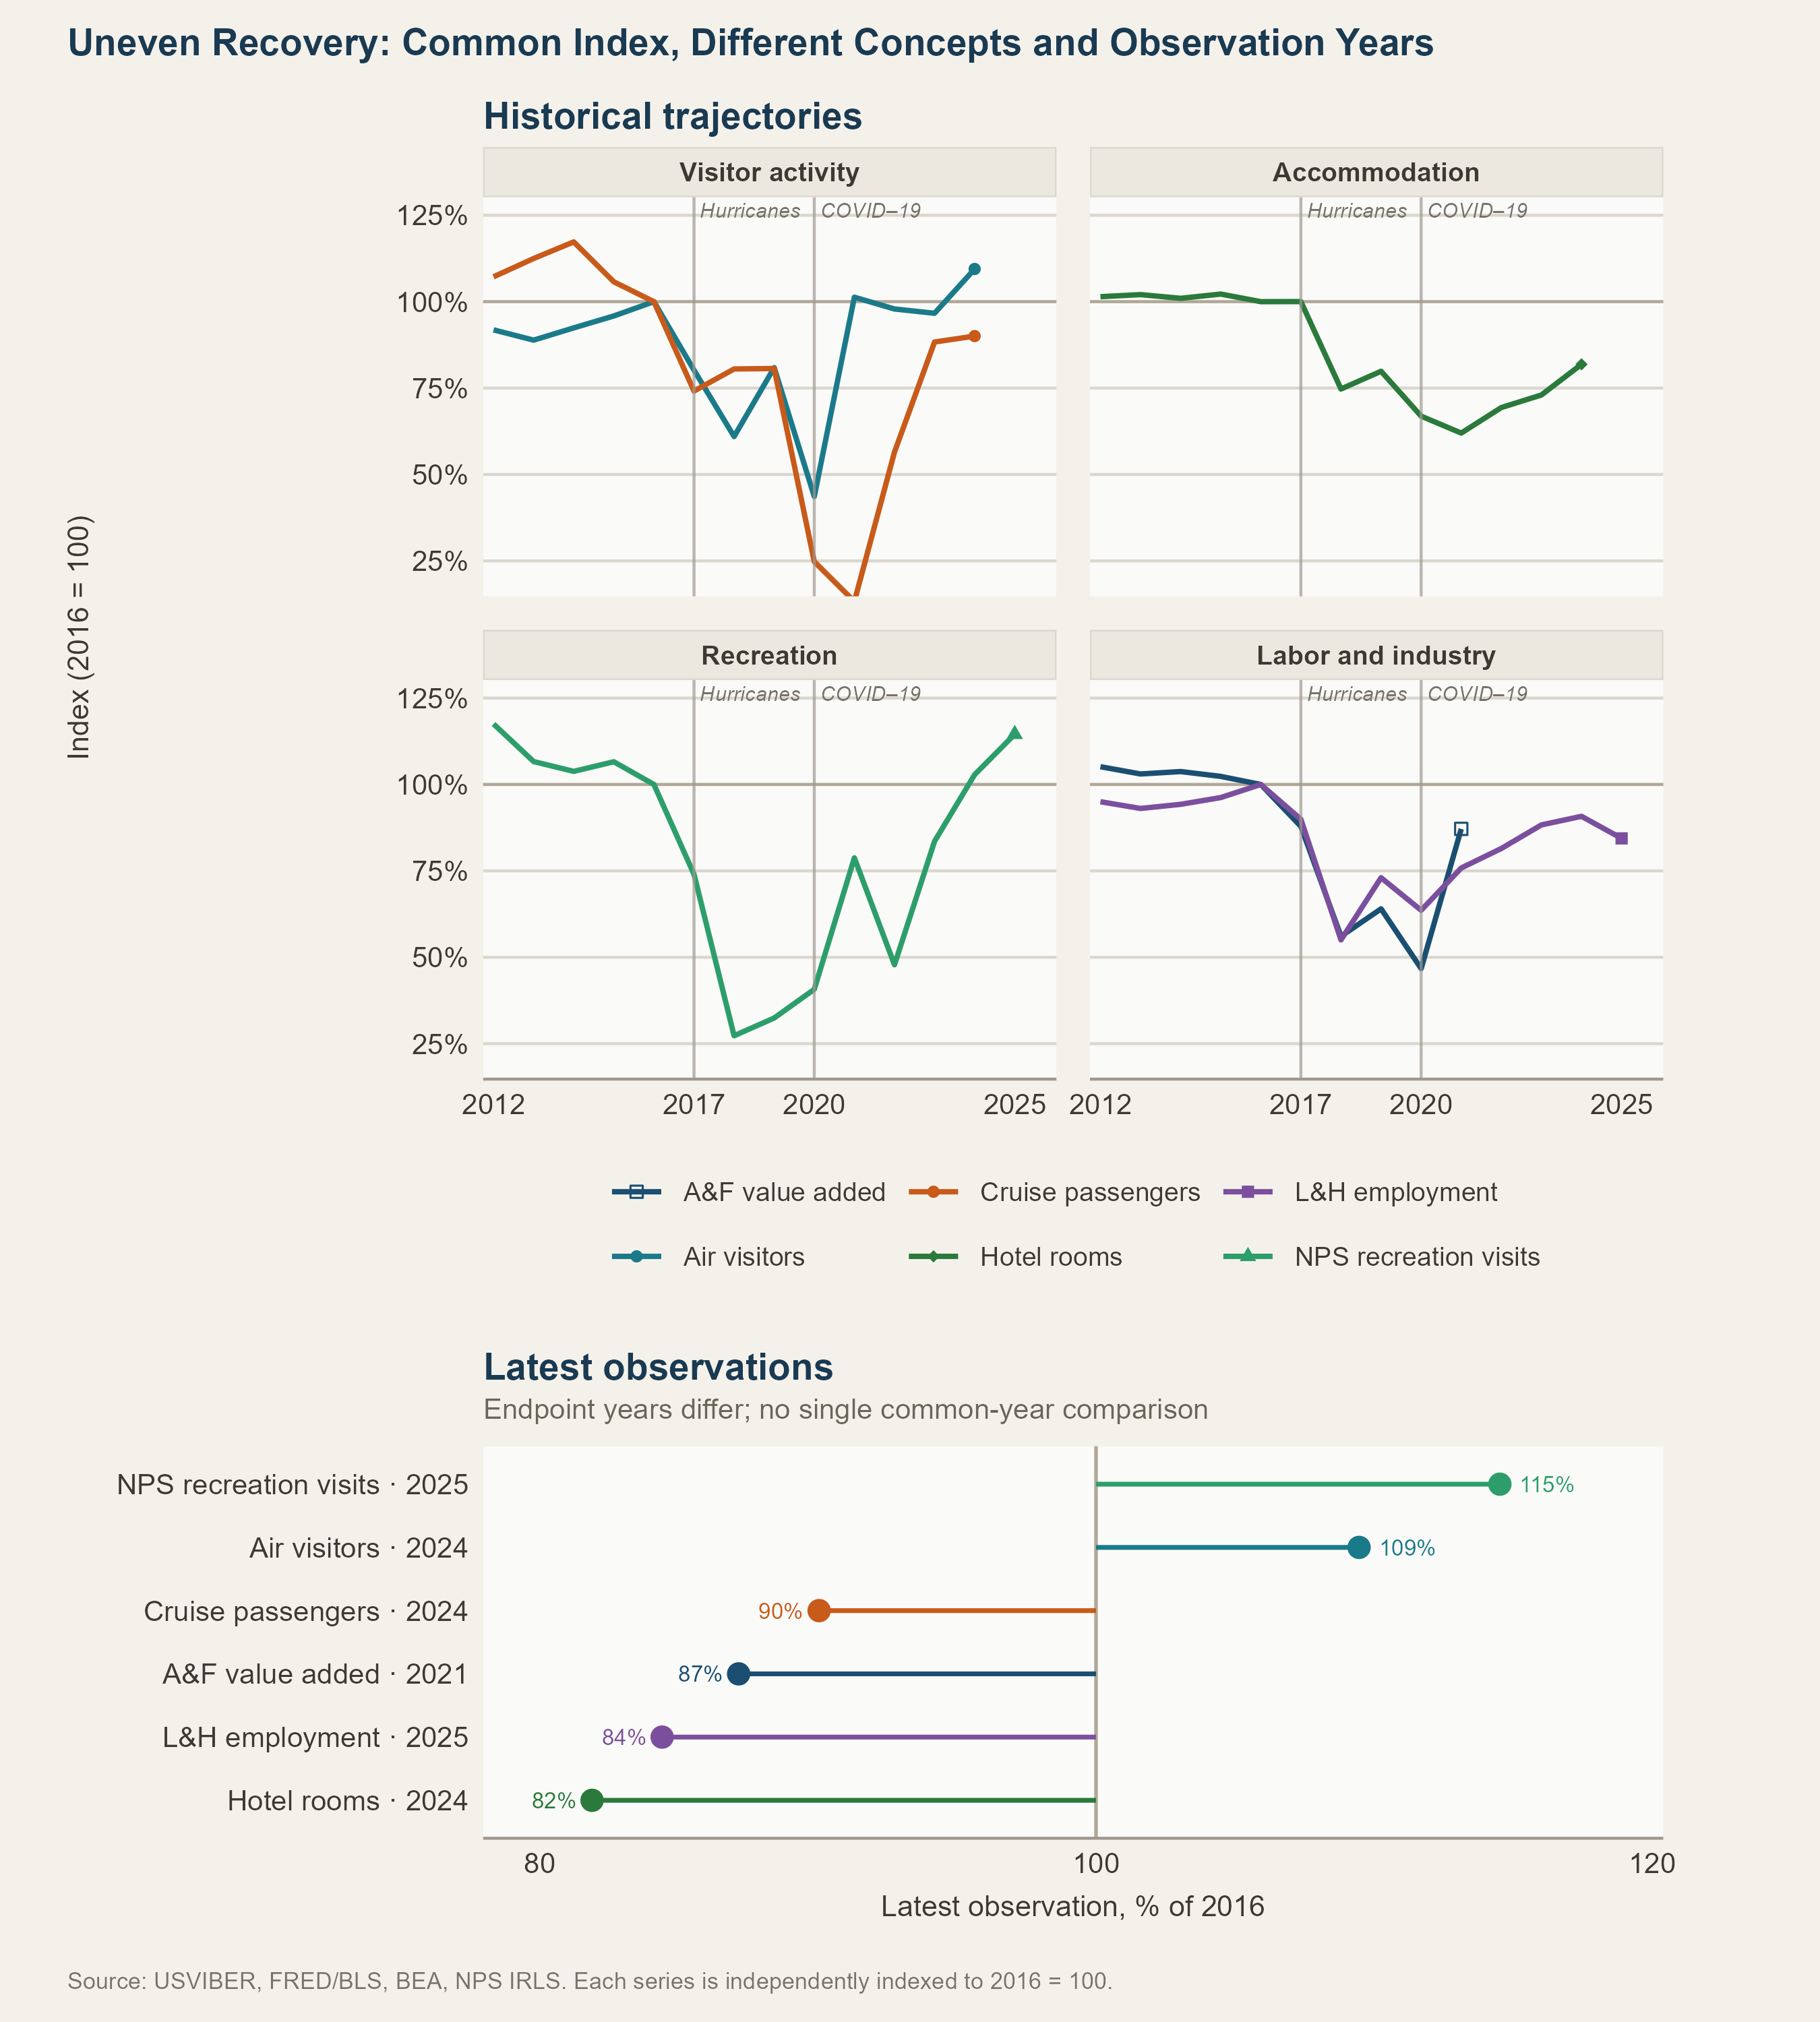 Uneven Recovery: Common Index, Different Concepts and Observation Years
Historical trajectories
Visitor activity
Accommodation
Hurricanes
COVID–19
Hurricanes
COVID–19
125%
100%
75%
50%
25%
Index (2016 = 100)
Recreation
Labor and industry
Hurricanes
COVID–19
Hurricanes
COVID–19
125%
100%
75%
50%
25%
2012 2017 2020 2025
2012 2017 2020 2025
A&F value added
Cruise passengers
L&H employment
Air visitors
Hotel rooms
NPS recreation visits
Latest observations
Endpoint years differ; no single common-year comparison
NPS recreation visits · 2025
115%
Air visitors · 2024
109%
Cruise passengers · 2024
90%
A&F value added · 2021
87%
L&H employment · 2025
84%
Hotel rooms · 2024
82%
80 100 120
Latest observation, % of 2016
Source: USVIBER, FRED/BLS, BEA, NPS IRLS. Each series is independently indexed to 2016 = 100.